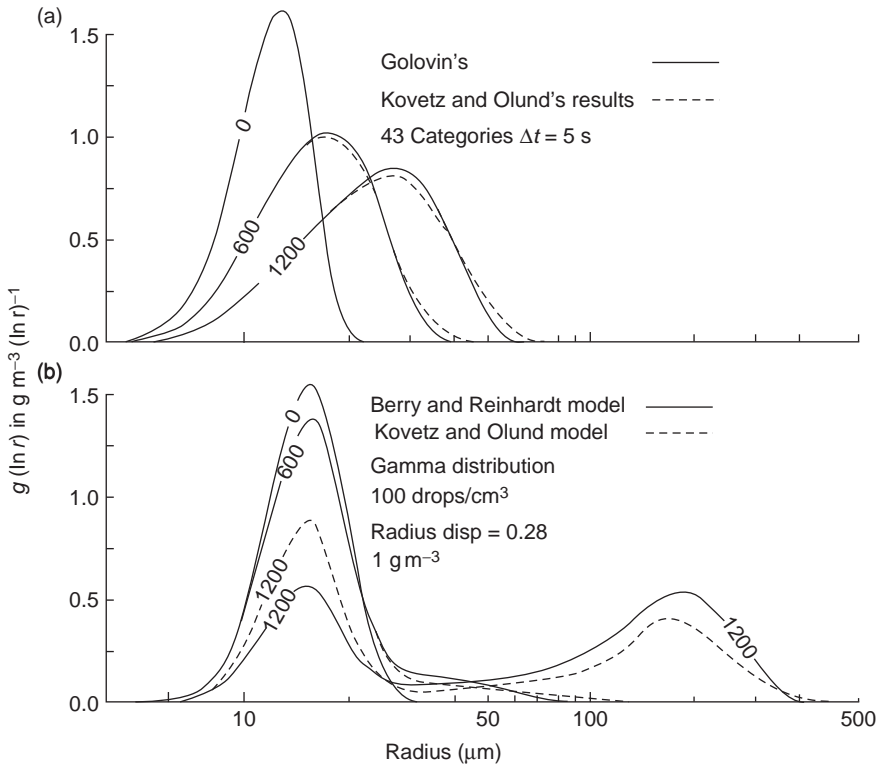 (a)
1.5
1.0
0.5
0.0
0
600
1200
Golovin's
Kovetz and Olund's results
43 Categories Δt = 5 s
g (ln r) in g m–3 (ln r)–1
(b)
1.5
1.0
0.5
0.0
0
600
1200
1200
1200
Berry and Reinhardt model
Kovetz and Olund model
Gamma distribution
100 drops/cm3
Radius disp = 0.28
1 g m–3
10
50
100
500
Radius (μm)